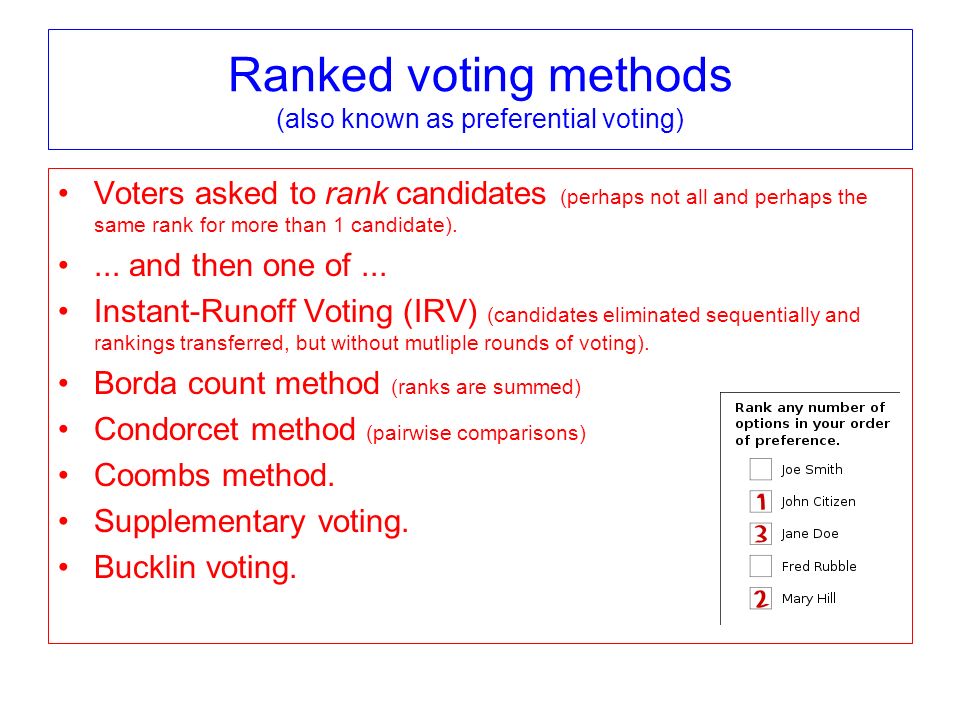 Ranked voting methods
(also known as preferential voting)
• Voters asked to rank candidates (perhaps not all and perhaps the
same rank for more than 1 candidate).
• ... and then one of ...
• Instant-Runoff Voting (IRV) (candidates eliminated sequentially and
rankings transferred, but without mutliple rounds of voting).
• Borda count method (ranks are summed)
• Condorcet method (pairwise comparisons)
• Coombs method.
• Supplementary voting.
• Bucklin voting.
Rank any number of
options in your order
of preference.
Joe Smith
1 John Citizen
3 Jane Doe
Fred Rubble
2 Mary Hill